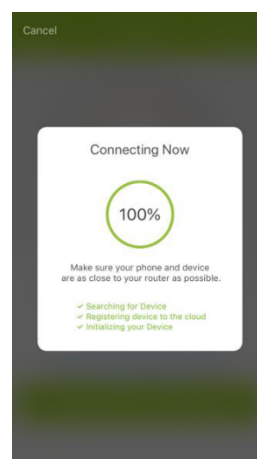 Cancel
Connecting Now
100%
Make sure your phone and device
are as close to your router as possible.
✓ Searching for Device
✓ Registering device to the cloud
✓ Initializing your Device